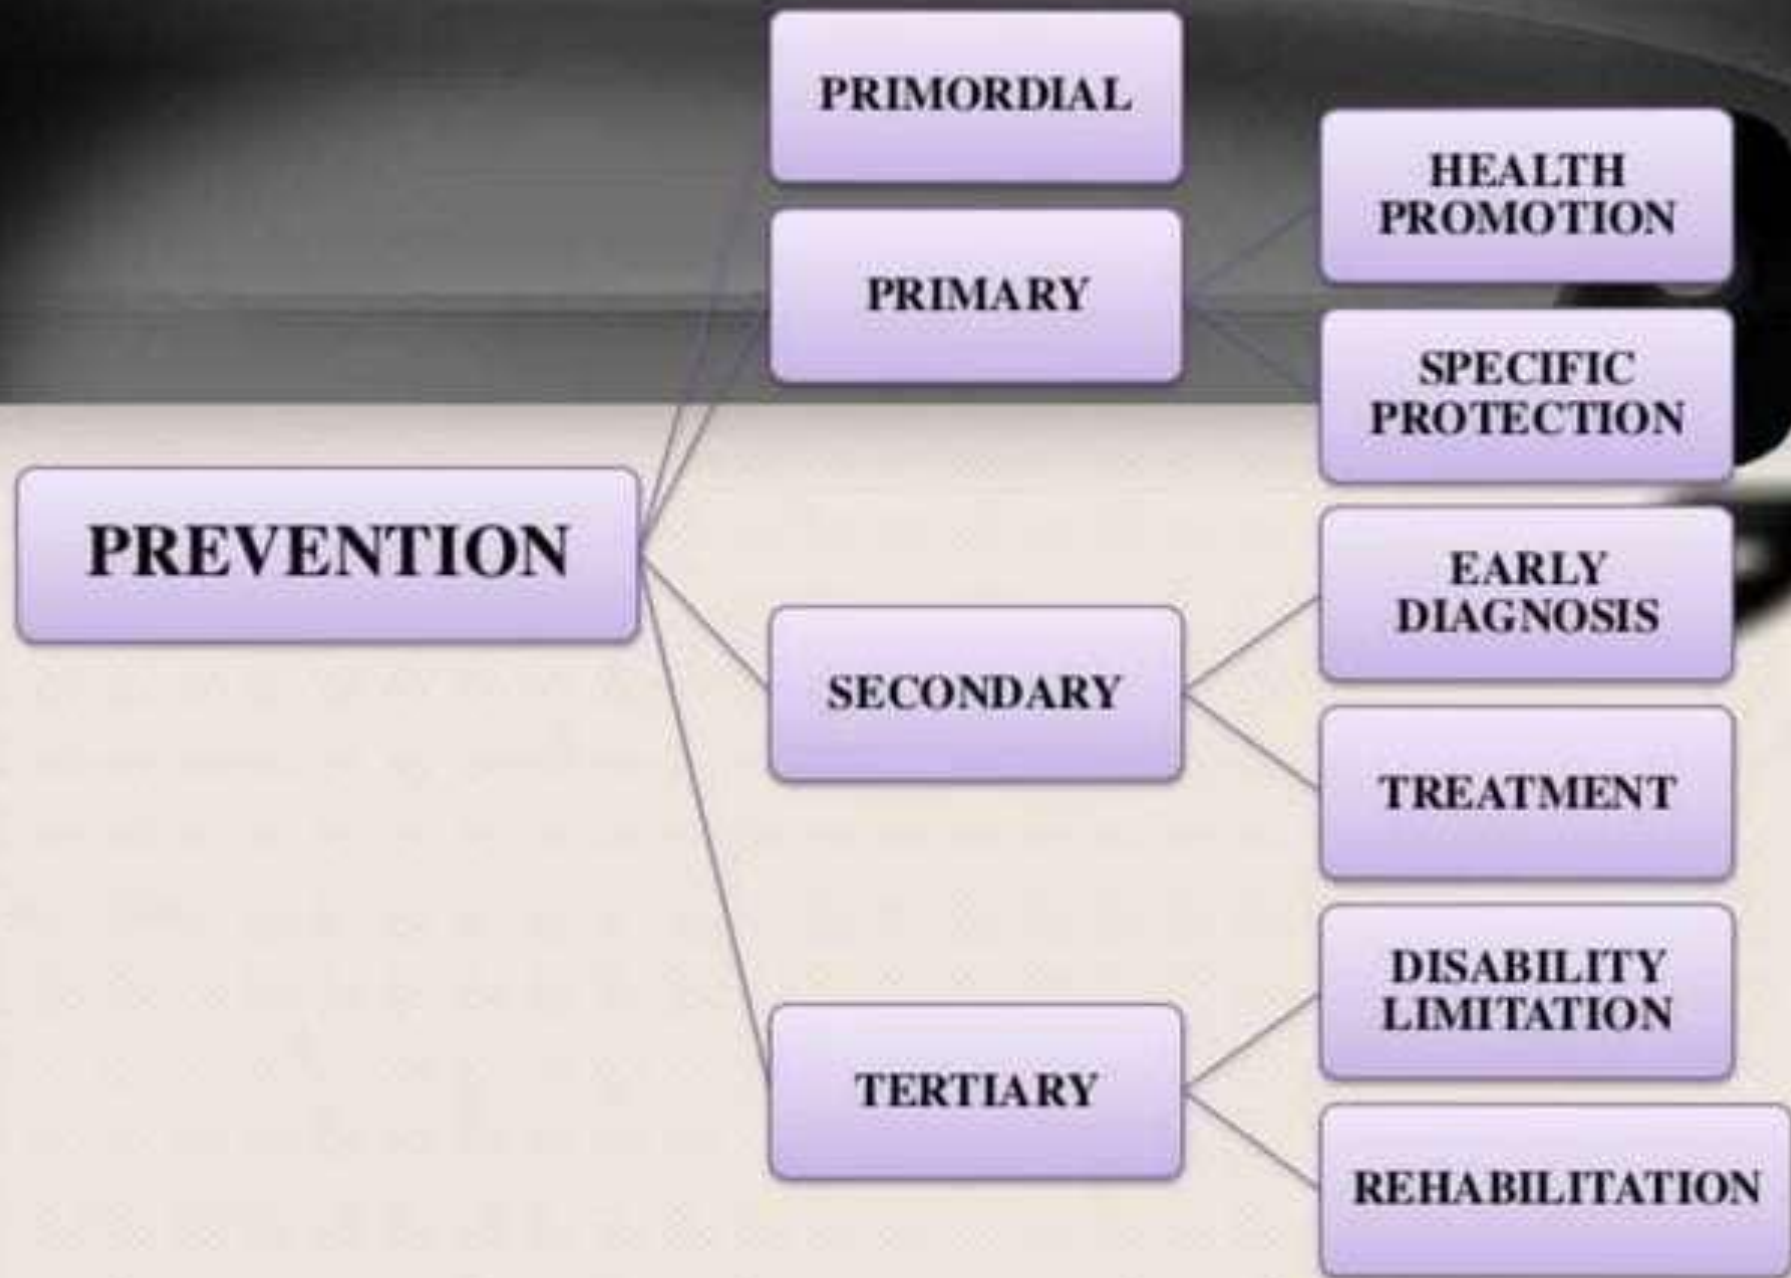 PRIMORDIAL
HEALTH
PROMOTION
PRIMARY
SPECIFIC
PROTECTION
PREVENTION
EARLY
DIAGNOSIS
SECONDARY
TREATMENT
DISABILITY
LIMITATION
TERTIARY
REHABILITATION